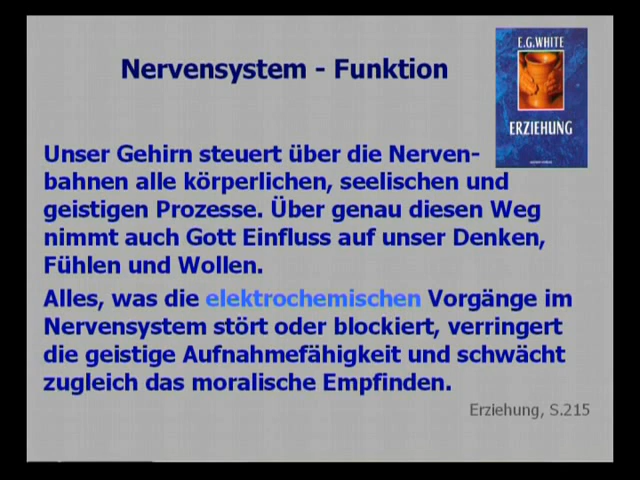 Nervensystem - Funktion
E.G.WHITE
ERZIEHUNG
Unser Gehirn steuert über die Nerven-
bahnen alle körperlichen, seelischen und
geistigen Prozesse. Über genau diesen Weg
nimmt auch Gott Einfluss auf unser Denken,
Fühlen und Wollen.
Alles, was die elektrochemischen Vorgänge im
Nervensystem stört oder blockiert, verringert
die geistige Aufnahmefähigkeit und schwächt
zugleich das moralische Empfinden.
Erziehung, S.215